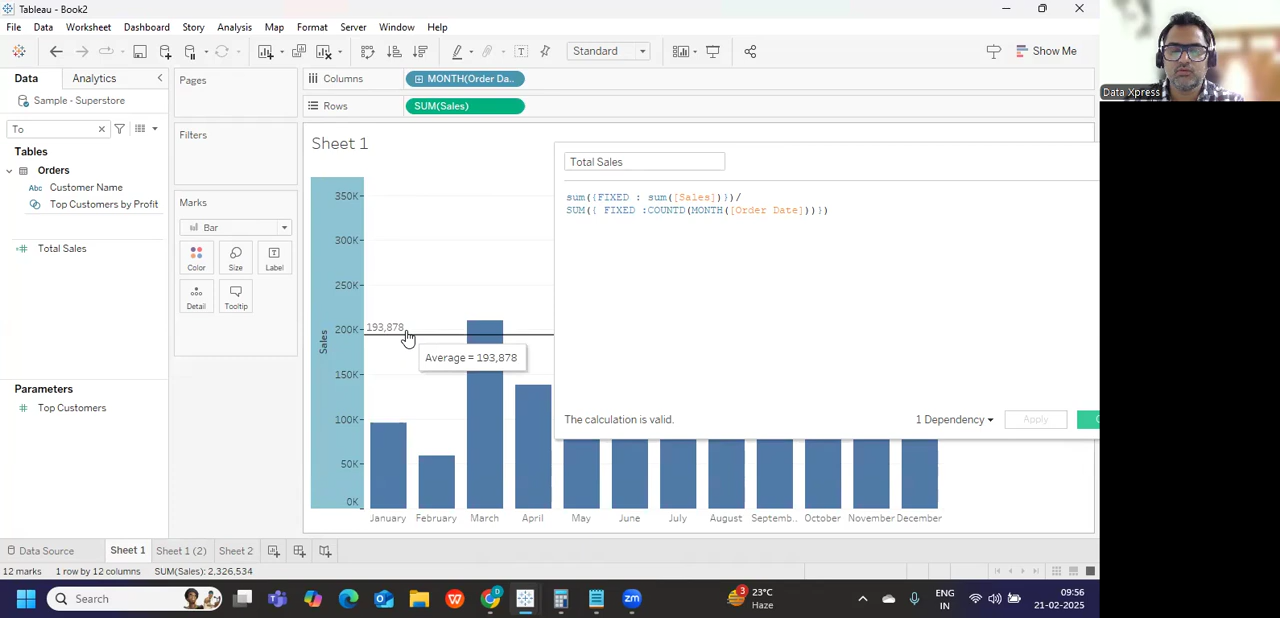 Tableau - Book2
File Data Worksheet Dashboard Story Analysis Map Format Server Window Help
Standard
Show Me
Data Analytics
Sample - Superstore
To
Tables
Orders
Abc Customer Name
Top Customers by Profit
Total Sales
Parameters
Top Customers
Pages
Filters
Marks
Bar
Color Size Label
Detail Tooltip
Columns MONTH(Order Da..
Rows SUM(Sales)
Sheet 1
Sales
350K
300K
250K
200K
150K
100K
50K
0K
193,878
Average = 193,878
January February March April May June July August Septemb.. October November December
Total Sales
sum({FIXED : sum([Sales])})/
SUM({ FIXED :COUNTD(MONTH([Order Date]))})
The calculation is valid.
1 Dependency
Apply
Data Xpress
Data Source Sheet 1 Sheet 1 (2) Sheet 2
12 marks 1 row by 12 columns SUM(Sales): 2,326,534
Search
3
23°C
Haze
ENG
IN
09:56
21-02-2025